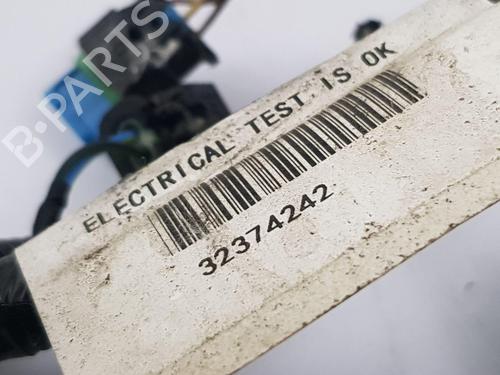 ELECTRICAL TEST IS OK
32374242
B-PARTS